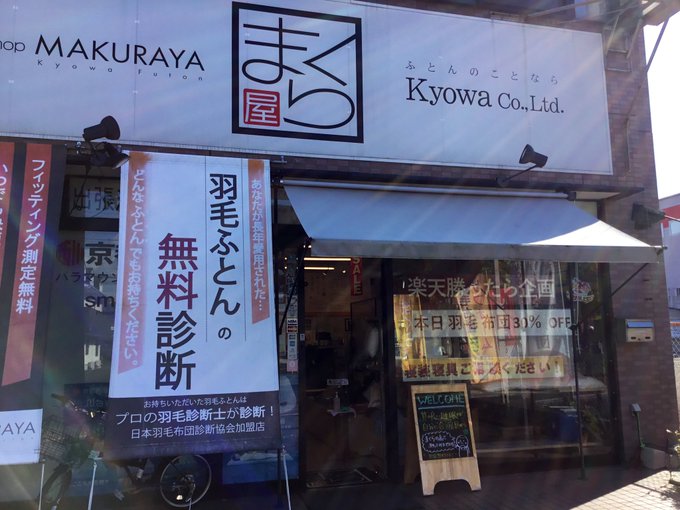 hop MAKURAYA
Kyowa Futon
まくら
屋
ふとんのことなら
Kyowa Co.,Ltd.
フィッティング測定無料
あなたが長年愛用された…
羽毛ふとんの
無料診断
どんなふとんでもお持ちください。
お持ちいただいた羽毛ふとんは
プロの羽毛診断士が診断！
日本羽毛布団診断協会加盟店
URAYA
SALE
楽天勝ったら企画
本日 羽毛布団30% OFF
WELCOME